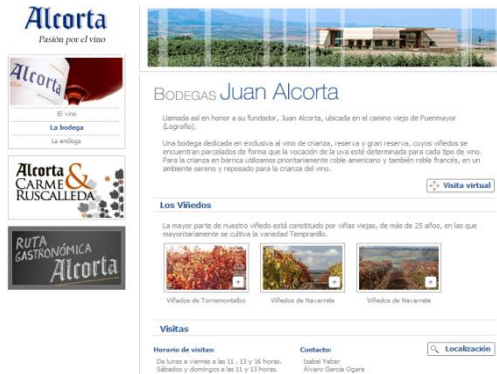 Alcorta
Pasión por el vino
Alcorta
El vino
La bodega
La enóloga
Alcorta &
CARME
RUSCALLEDA
RUTA
GASTRONÓMICA
Alcorta
BODEGAS Juan Alcorta
Llamada así en honor a su fundador, Juan Alcorta, ubicada en el camino viejo de Fuenmayor
(Logroño).
Una bodega dedicada en exclusiva al vino de crianza, reserva y gran reserva, cuyos viñedos se
encuentran parcelados de forma que la vocación de la uva esté determinada para cada tipo de vino.
Para la crianza en barrica utilizamos prioritariamente roble americano y también roble francés, en un
ambiente sereno y reposado para la crianza del vino.
Visita virtual
Los Viñedos
La mayor parte de nuestro viñedo está constituido por viñas viejas, de más de 25 años, en las que
mayoritariamente se cultiva la variedad Tempranillo.
Viñedos de Torremontalbo
Viñedos de Navarrete
Viñedos de Navarrete
Visitas
Horario de visitas:
De lunes a viernes a las 11 , 13 y 16 horas.
Sábados y domingos a las 11 y 13 horas.
Contacto:
Izabel Yabar
Álvaro García Ogara
Localización